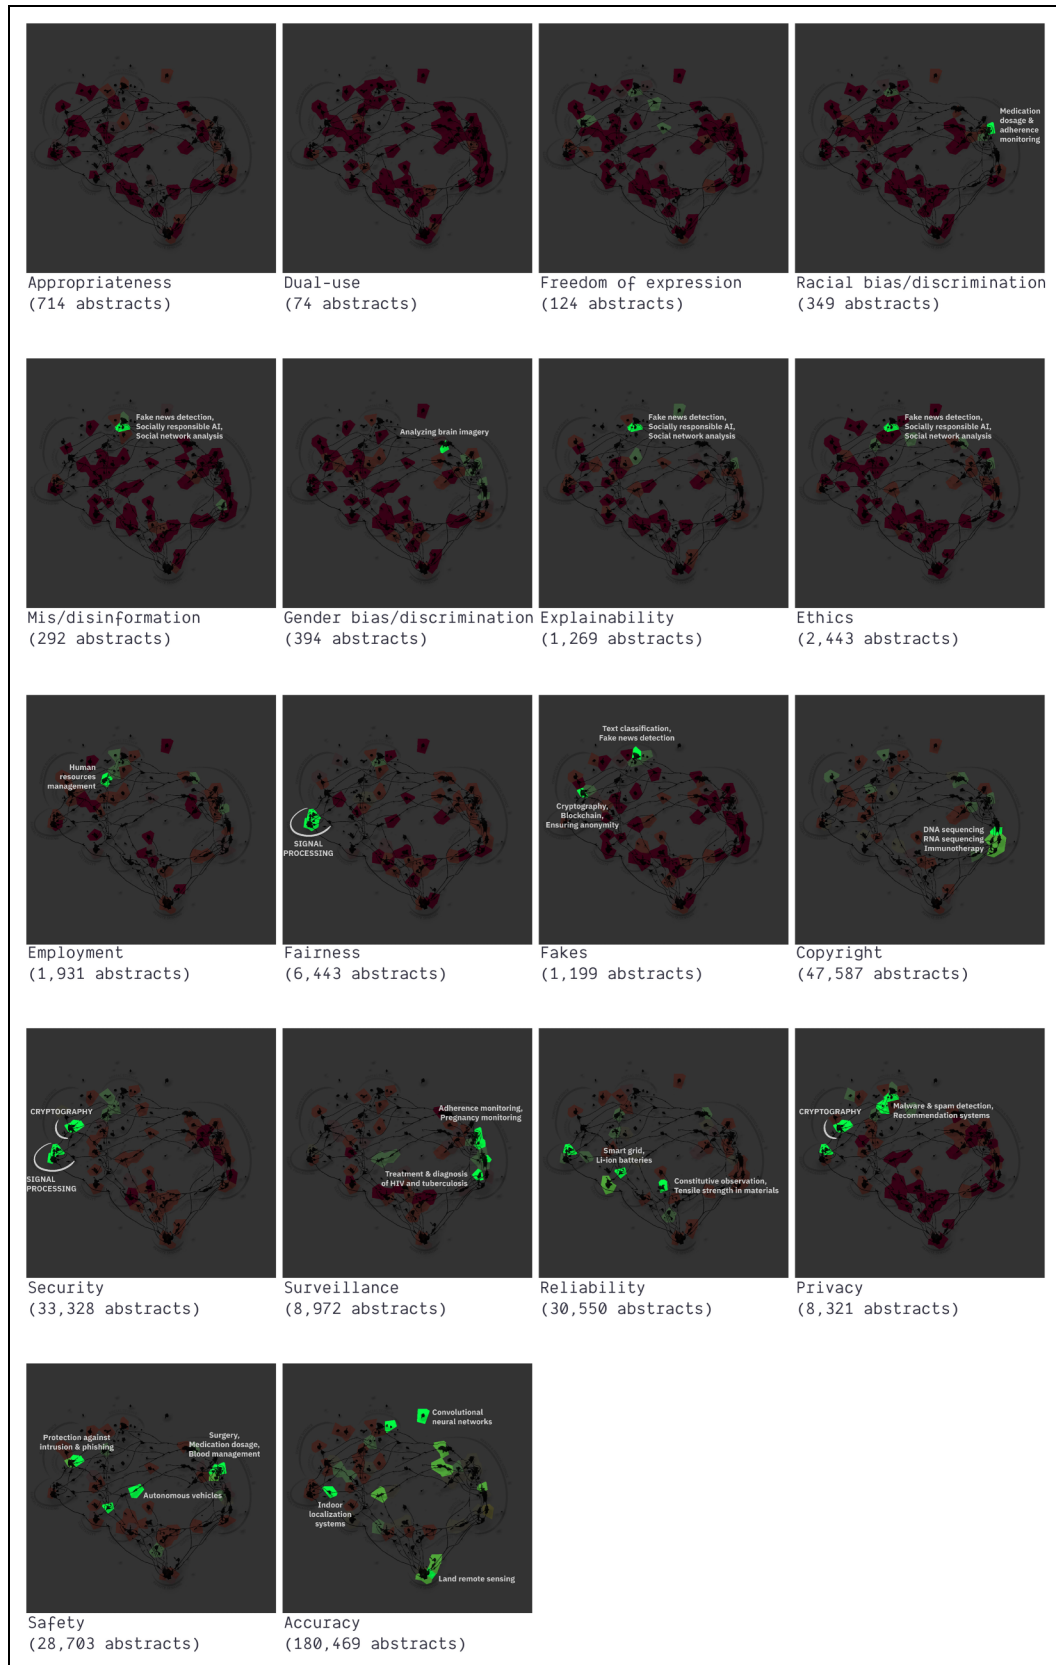 Medication
dosage &
adherence
monitoring
Appropriateness
(714 abstracts)
Dual-use
(74 abstracts)
Freedom of expression
(124 abstracts)
Racial bias/discrimination
(349 abstracts)
Fake news detection,
Socially responsible AI,
Social network analysis
Analyzing brain imagery
Fake news detection,
Socially responsible AI,
Social network analysis
Fake news detection,
Socially responsible AI,
Social network analysis
Mis/disinformation
(292 abstracts)
Gender bias/discrimination
(394 abstracts)
Explainability
(1,269 abstracts)
Ethics
(2,443 abstracts)
Human
resources
management
SIGNAL
PROCESSING
Text classification,
Fake news detection
Cryptography,
Blockchain,
Ensuring anonymity
DNA sequencing
RNA sequencing
Immunotherapy
Employment
(1,931 abstracts)
Fairness
(6,443 abstracts)
Fakes
(1,199 abstracts)
Copyright
(47,587 abstracts)
CRYPTOGRAPHY
SIGNAL
PROCESSING
Adherence monitoring,
Pregnancy monitoring
Treatment & diagnosis
of HIV and tuberculosis
Smart grid,
Li-ion batteries
Constitutive observation,
Tensile strength in materials
CRYPTOGRAPHY
Malware & spam detection,
Recommendation systems
Security
(33,328 abstracts)
Surveillance
(8,972 abstracts)
Reliability
(30,550 abstracts)
Privacy
(8,321 abstracts)
Protection against
intrusion & phishing
Surgery,
Medication dosage,
Blood management
Autonomous vehicles
Convolutional
neural networks
Indoor
localization
systems
Land remote sensing
Safety
(28,703 abstracts)
Accuracy
(180,469 abstracts)